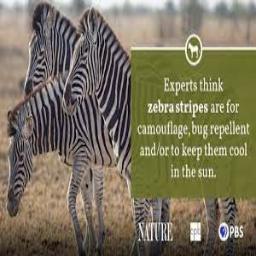 Experts think
zebra stripes are for
camouflage, bug repellent
and/or to keep them cool
in the sun.
NATURE
cpb
PBS